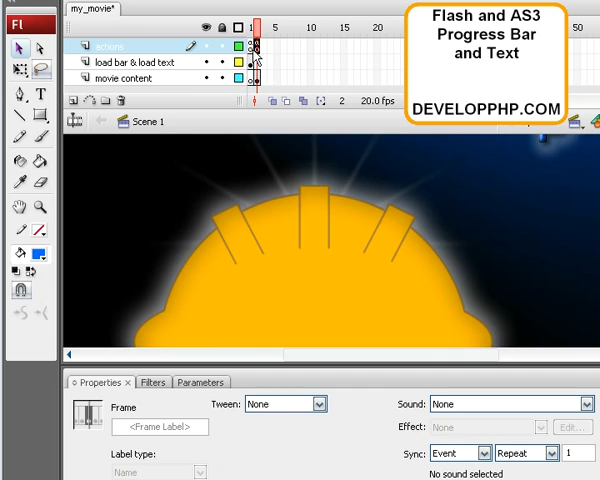 my_movie*
Flash and AS3
Progress Bar
and Text
DEVELOPPHP.COM
Fl
1 5 10 15 20 25 50
actions
load bar & load text
movie content
2 20.0 fps
Scene 1
T
Properties × Filters Parameters
Frame
<Frame Label>
Label type:
Name
Tween: None
Sound: None
Effect: None Edit...
Sync: Event Repeat 1
No sound selected